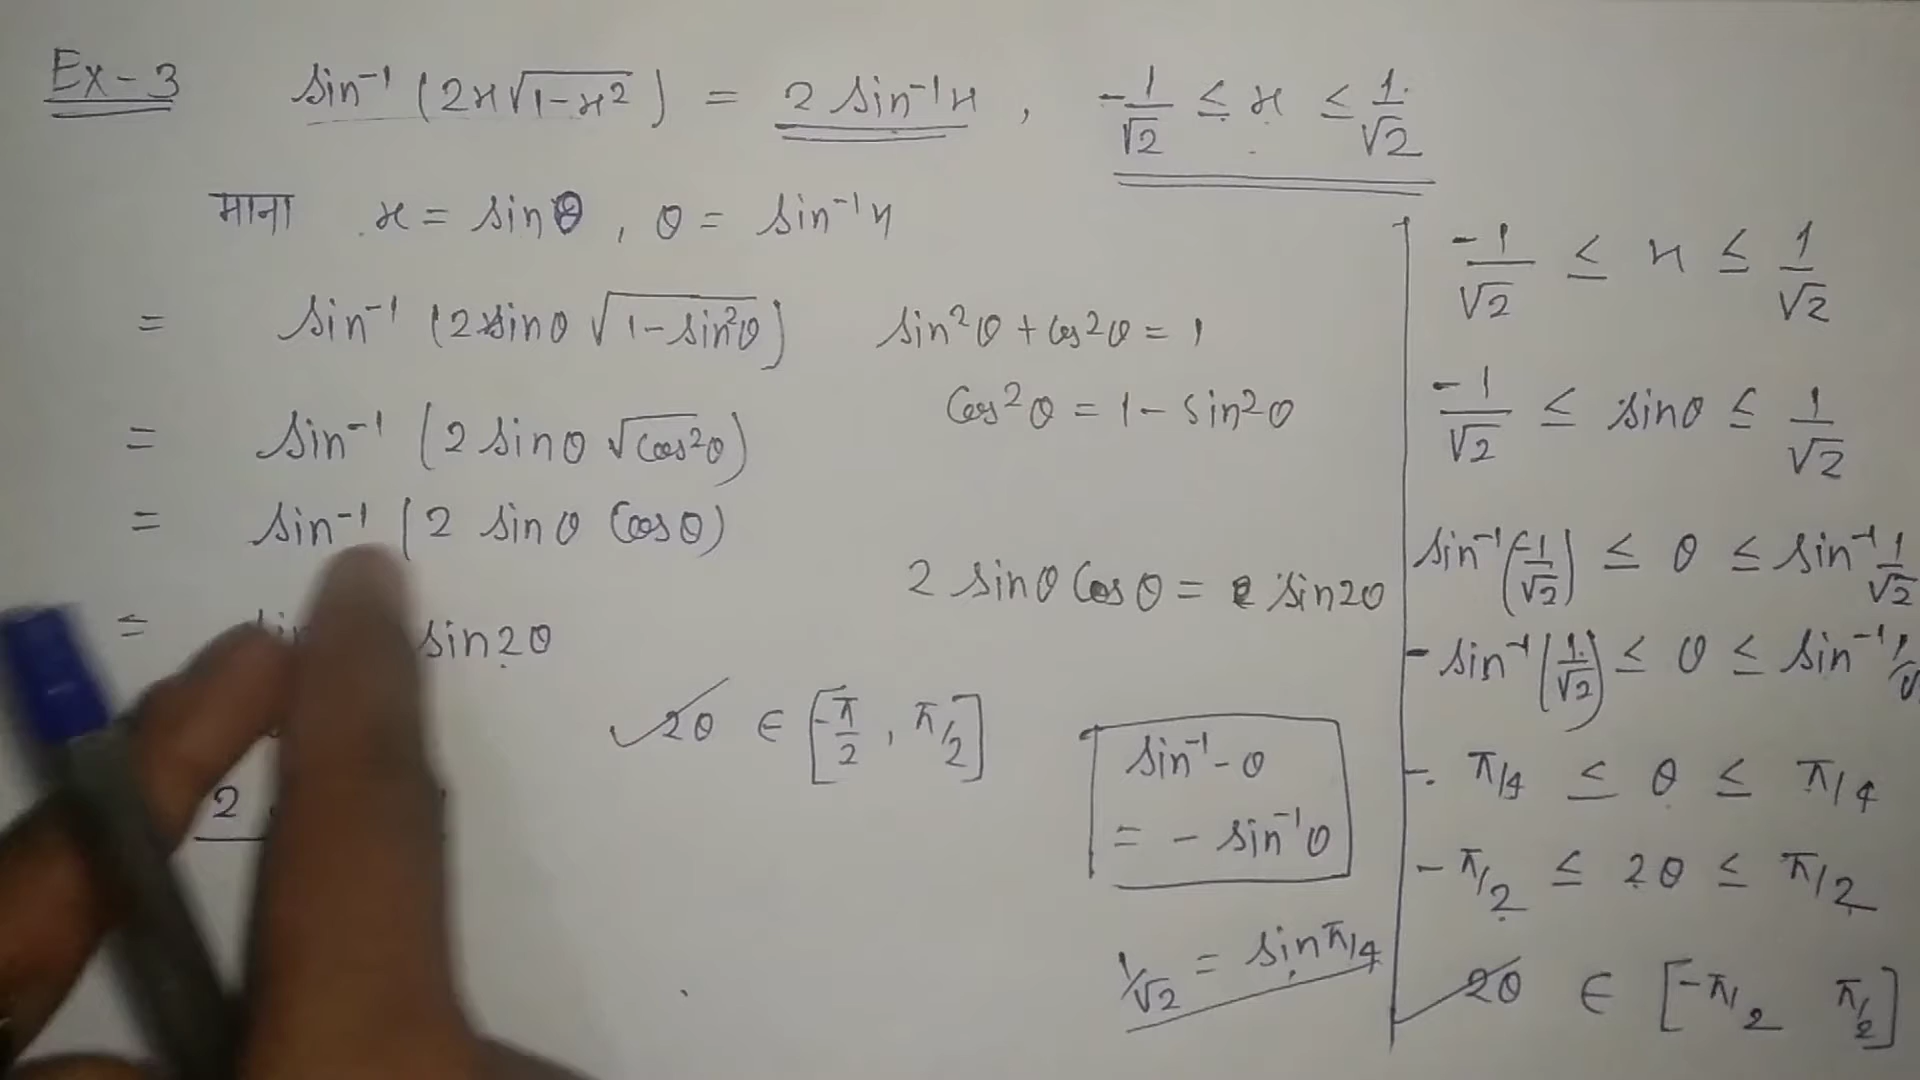 Ex-3 sin⁻¹(2x√1-x²) = 2 sin⁻¹x , -1/√2 ≤ x ≤ 1/√2
माना x = sinθ , θ = sin⁻¹x
= sin⁻¹(2sinθ √1-sin²θ)
= sin⁻¹(2 sinθ √cos²θ)
= sin⁻¹(2 sinθ cosθ)
= sin sin2θ
2θ ∈ [-π/2 , π/2]
2
sin²θ + cos²θ = 1
cos²θ = 1 - sin²θ
2 sinθ cosθ = sin2θ
sin⁻¹-θ
= - sin⁻¹θ
1/√2 = sin π/4
-1/√2 ≤ x ≤ 1/√2
-1/√2 ≤ sinθ ≤ 1/√2
sin⁻¹(-1/√2) ≤ θ ≤ sin⁻¹ 1/√2
- sin⁻¹(1/√2) ≤ θ ≤ sin⁻¹ 1/√
- π/4 ≤ θ ≤ π/4
- π/2 ≤ 2θ ≤ π/2
2θ ∈ [-π/2 π/2]